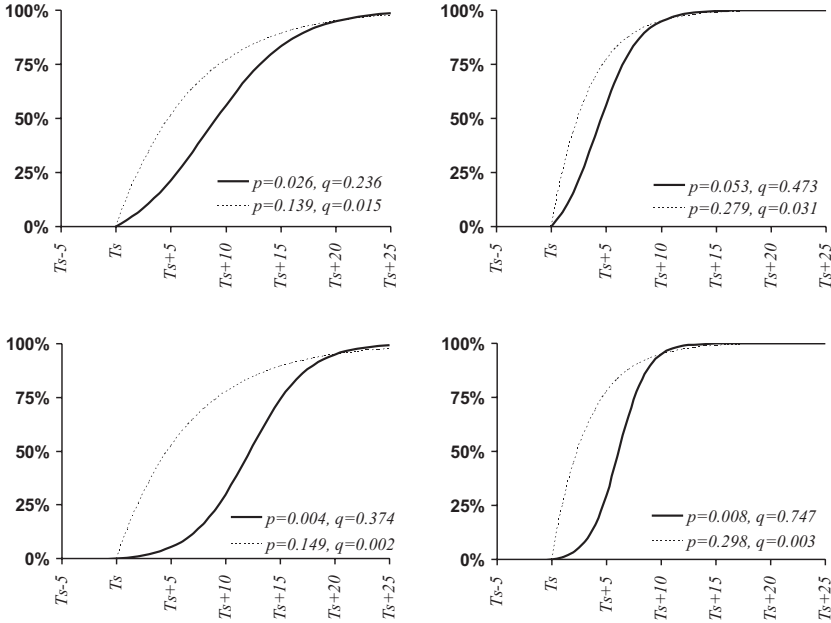 100%
75%
50%
25%
0%
p=0.026, q=0.236
p=0.139, q=0.015
Ts-5
Ts
Ts+5
Ts+10
Ts+15
Ts+20
Ts+25
100%
75%
50%
25%
0%
p=0.053, q=0.473
p=0.279, q=0.031
Ts-5
Ts
Ts+5
Ts+10
Ts+15
Ts+20
Ts+25
100%
75%
50%
25%
0%
p=0.004, q=0.374
p=0.149, q=0.002
Ts-5
Ts
Ts+5
Ts+10
Ts+15
Ts+20
Ts+25
100%
75%
50%
25%
0%
p=0.008, q=0.747
p=0.298, q=0.003
Ts-5
Ts
Ts+5
Ts+10
Ts+15
Ts+20
Ts+25